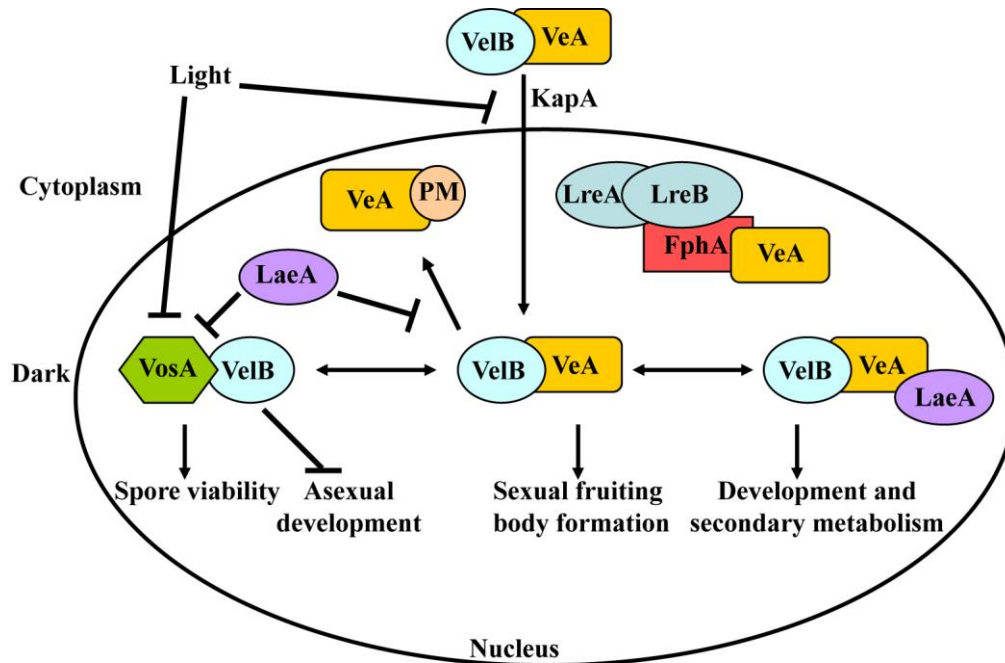 VelB VeA
Light
KapA
Cytoplasm
VeA PM
LreA LreB
FphA VeA
LaeA
Dark
VosA VelB
VelB VeA
VelB VeA
LaeA
Spore viability
Asexual
development
Sexual fruiting
body formation
Development and
secondary metabolism
Nucleus